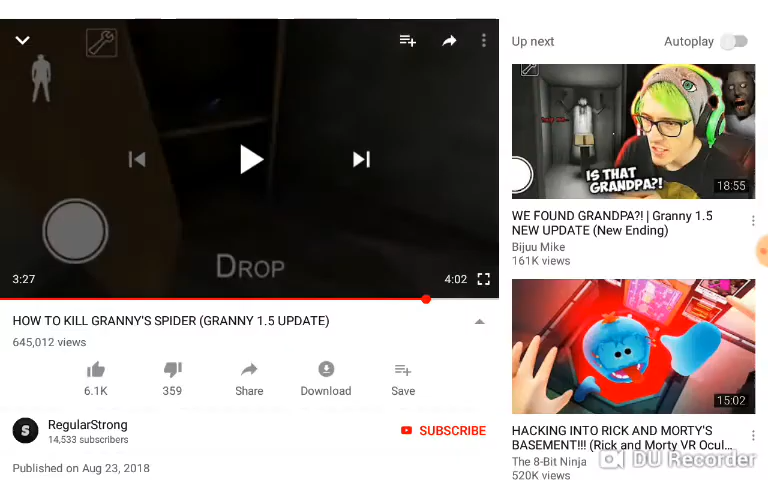 Up next
Autoplay
DROP
3:27
4:02
HOW TO KILL GRANNY'S SPIDER (GRANNY 1.5 UPDATE)
645,012 views
6.1K
359
Share
Download
Save
S
RegularStrong
14,533 subscribers
SUBSCRIBE
Published on Aug 23, 2018
IS THAT
GRANDPA?!
18:55
WE FOUND GRANDPA?! | Granny 1.5
NEW UPDATE (New Ending)
Bijuu Mike
161K views
15:02
HACKING INTO RICK AND MORTY'S
BASEMENT!!! (Rick and Morty VR Ocul...
The 8-Bit Ninja
520K views
DU Recorder